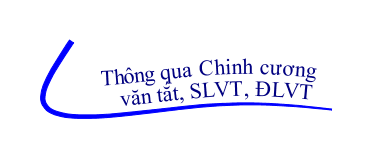 Thông qua Chinh cương
văn tắt, SLVT, ĐLVT